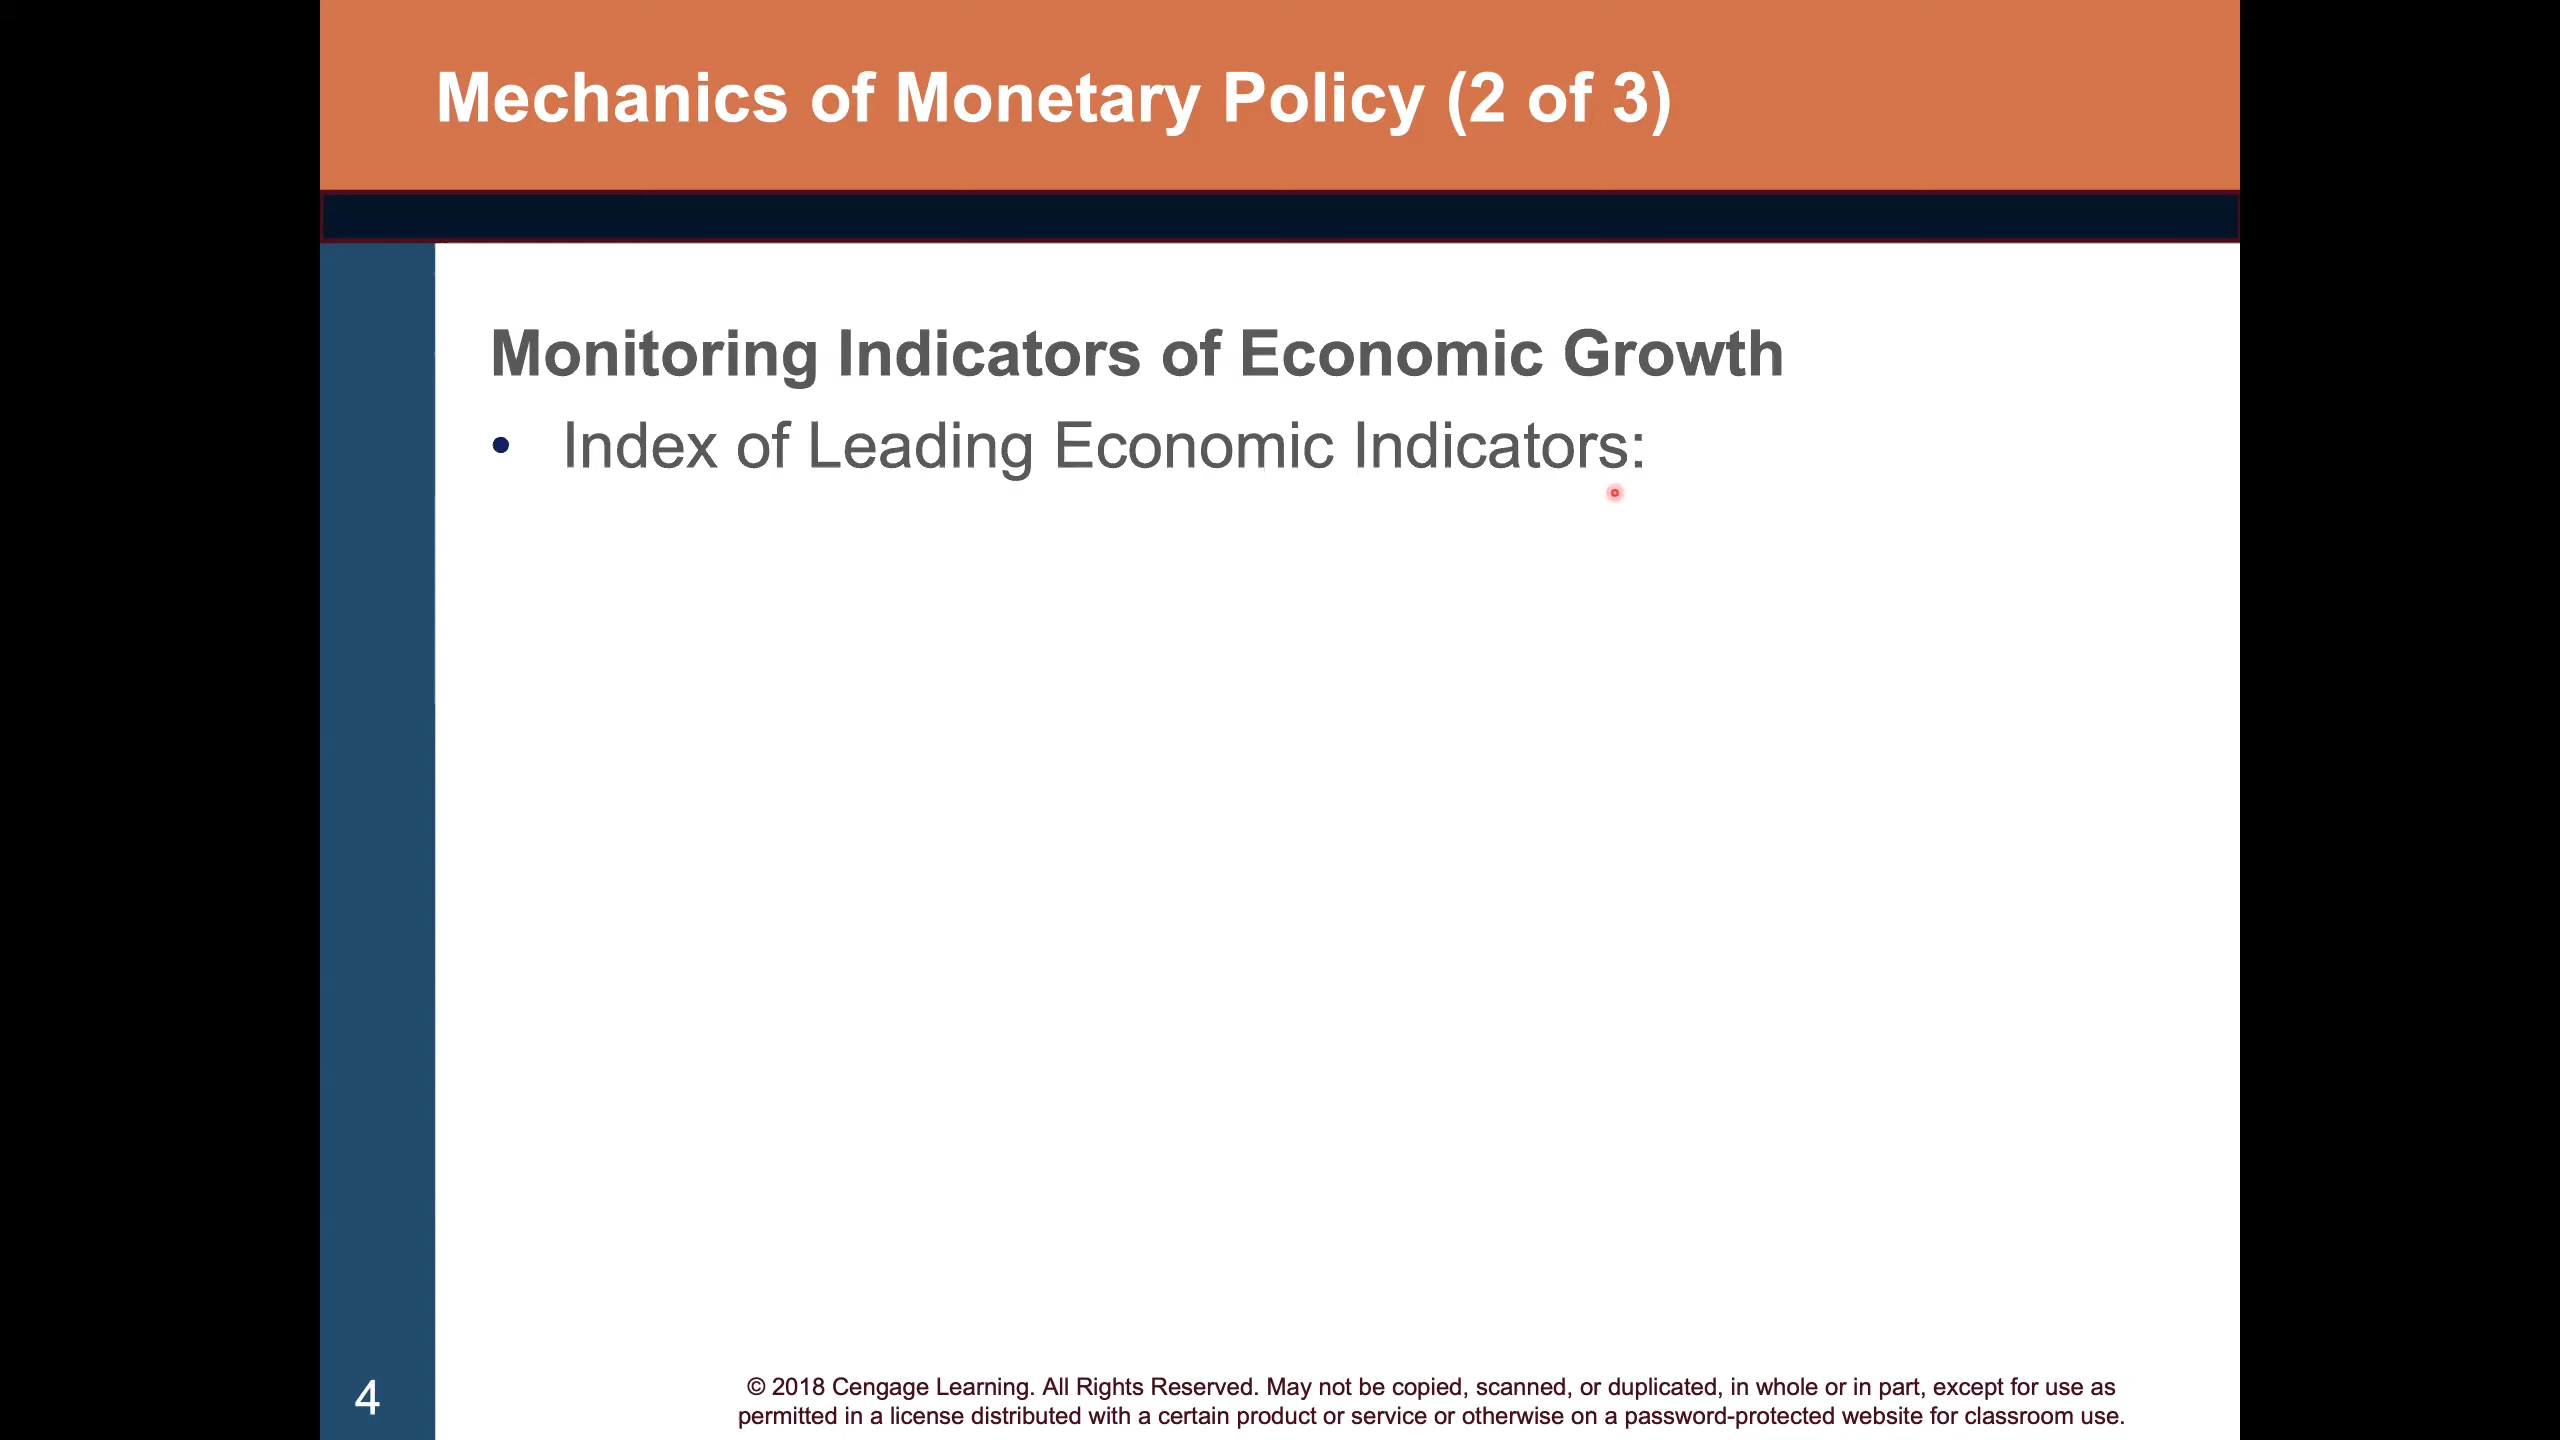 Mechanics of Monetary Policy (2 of 3)
Monitoring Indicators of Economic Growth
• Index of Leading Economic Indicators:
4
© 2018 Cengage Learning. All Rights Reserved. May not be copied, scanned, or duplicated, in whole or in part, except for use as
permitted in a license distributed with a certain product or service or otherwise on a password-protected website for classroom use.